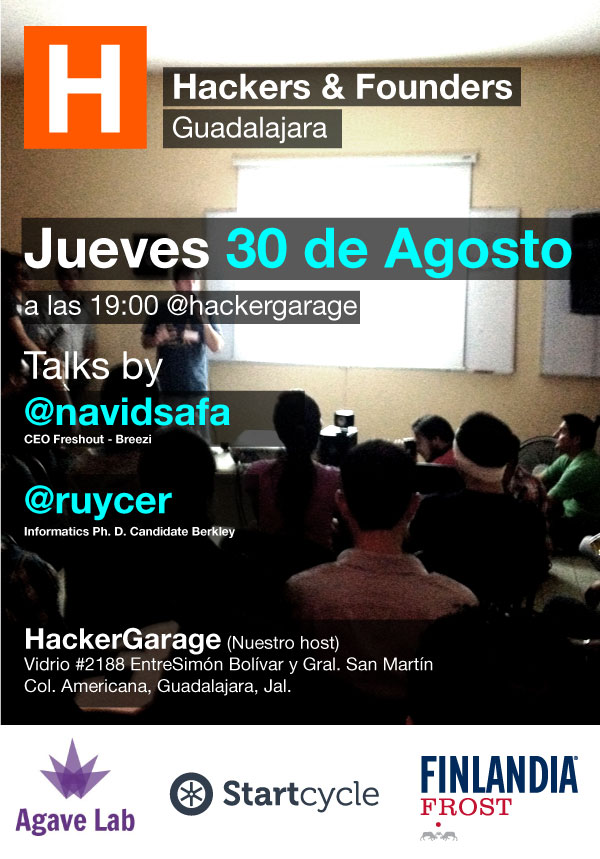 H
Hackers & Founders
Guadalajara
Jueves 30 de Agosto
a las 19:00 @hackergarage
Talks by
@navidsafa
CEO Freshout - Breezi
@ruycer
Informatics Ph. D. Candidate Berkley
HackerGarage (Nuestro host)
Vidrio #2188 EntreSimón Bolívar y Gral. San Martín
Col. Americana, Guadalajara, Jal.
Agave Lab
Startcycle
FINLANDIA®
FROST